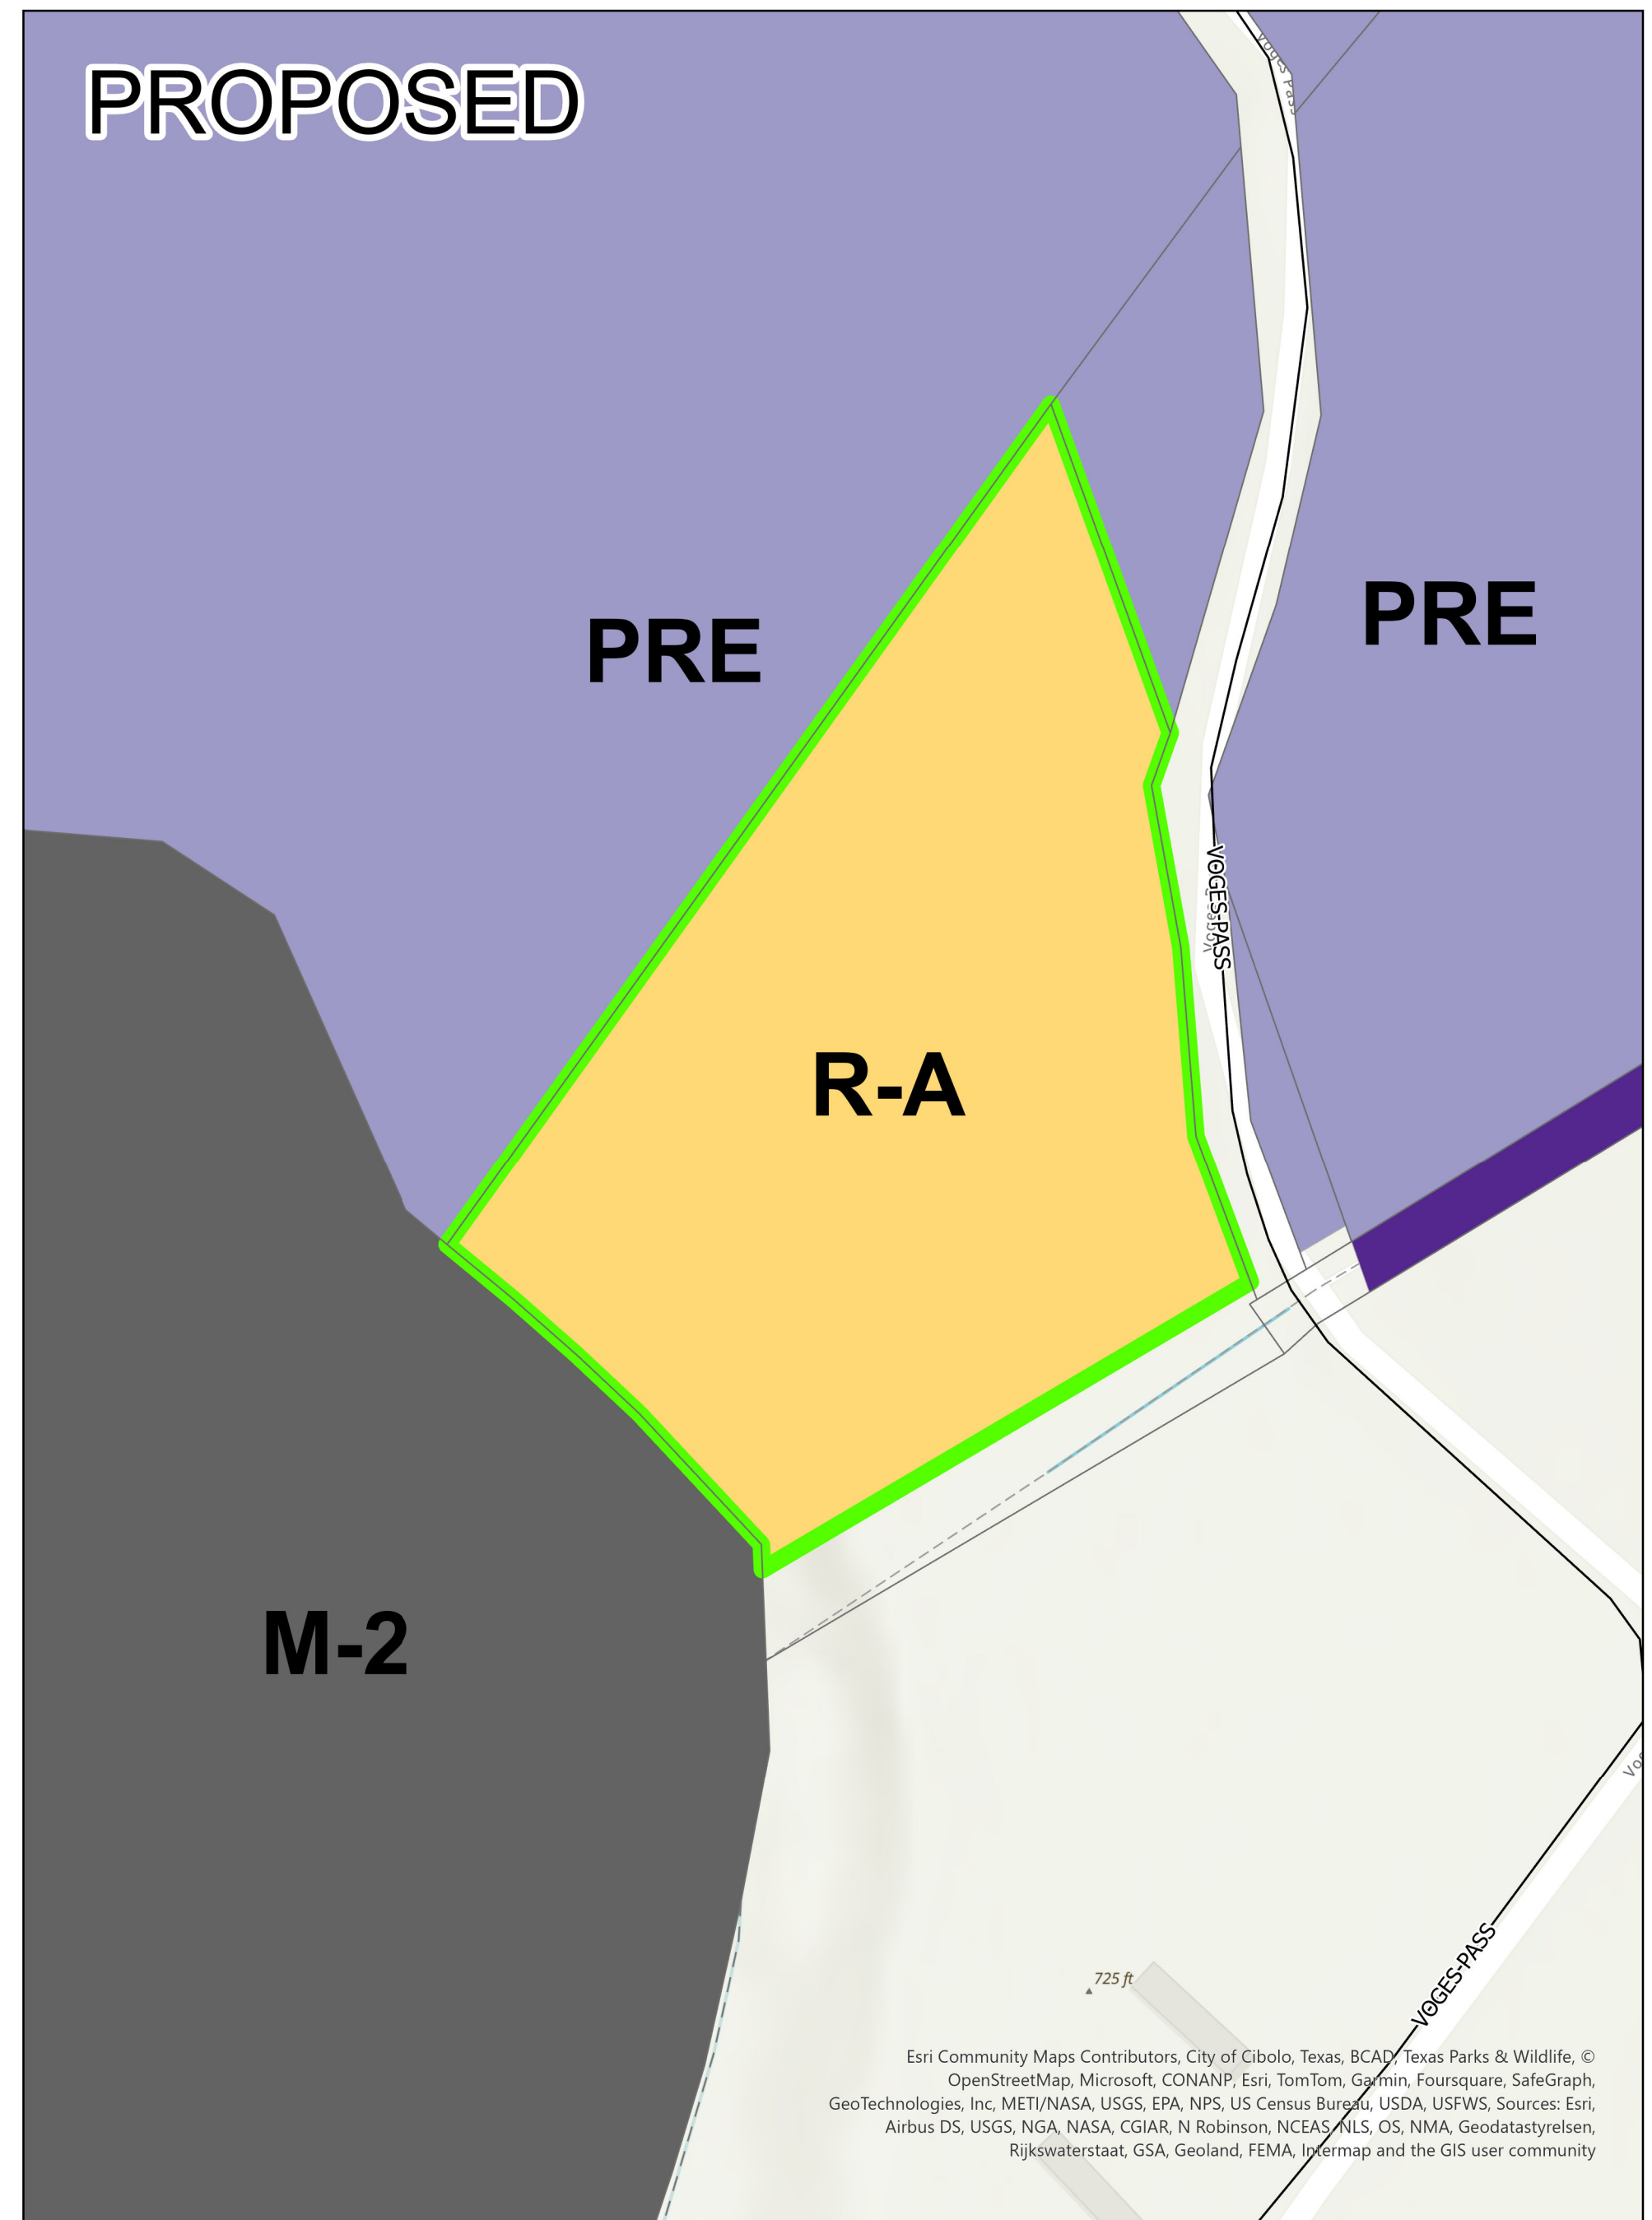 PROPOSED
Voges Pass
PRE
PRE
VOGES-PASS
R-A
M-2
VOGES-PASS
725 ft
Esri Community Maps Contributors, City of Cibolo, Texas, BCAD, Texas Parks & Wildlife, ©
OpenStreetMap, Microsoft, CONANP, Esri, TomTom, Garmin, Foursquare, SafeGraph,
GeoTechnologies, Inc, METI/NASA, USGS, EPA, NPS, US Census Bureau, USDA, USFWS, Sources: Esri,
Airbus DS, USGS, NGA, NASA, CGIAR, N Robinson, NCEAS, NLS, OS, NMA, Geodatastyrelsen,
Rijkswaterstaat, GSA, Geoland, FEMA, Intermap and the GIS user community